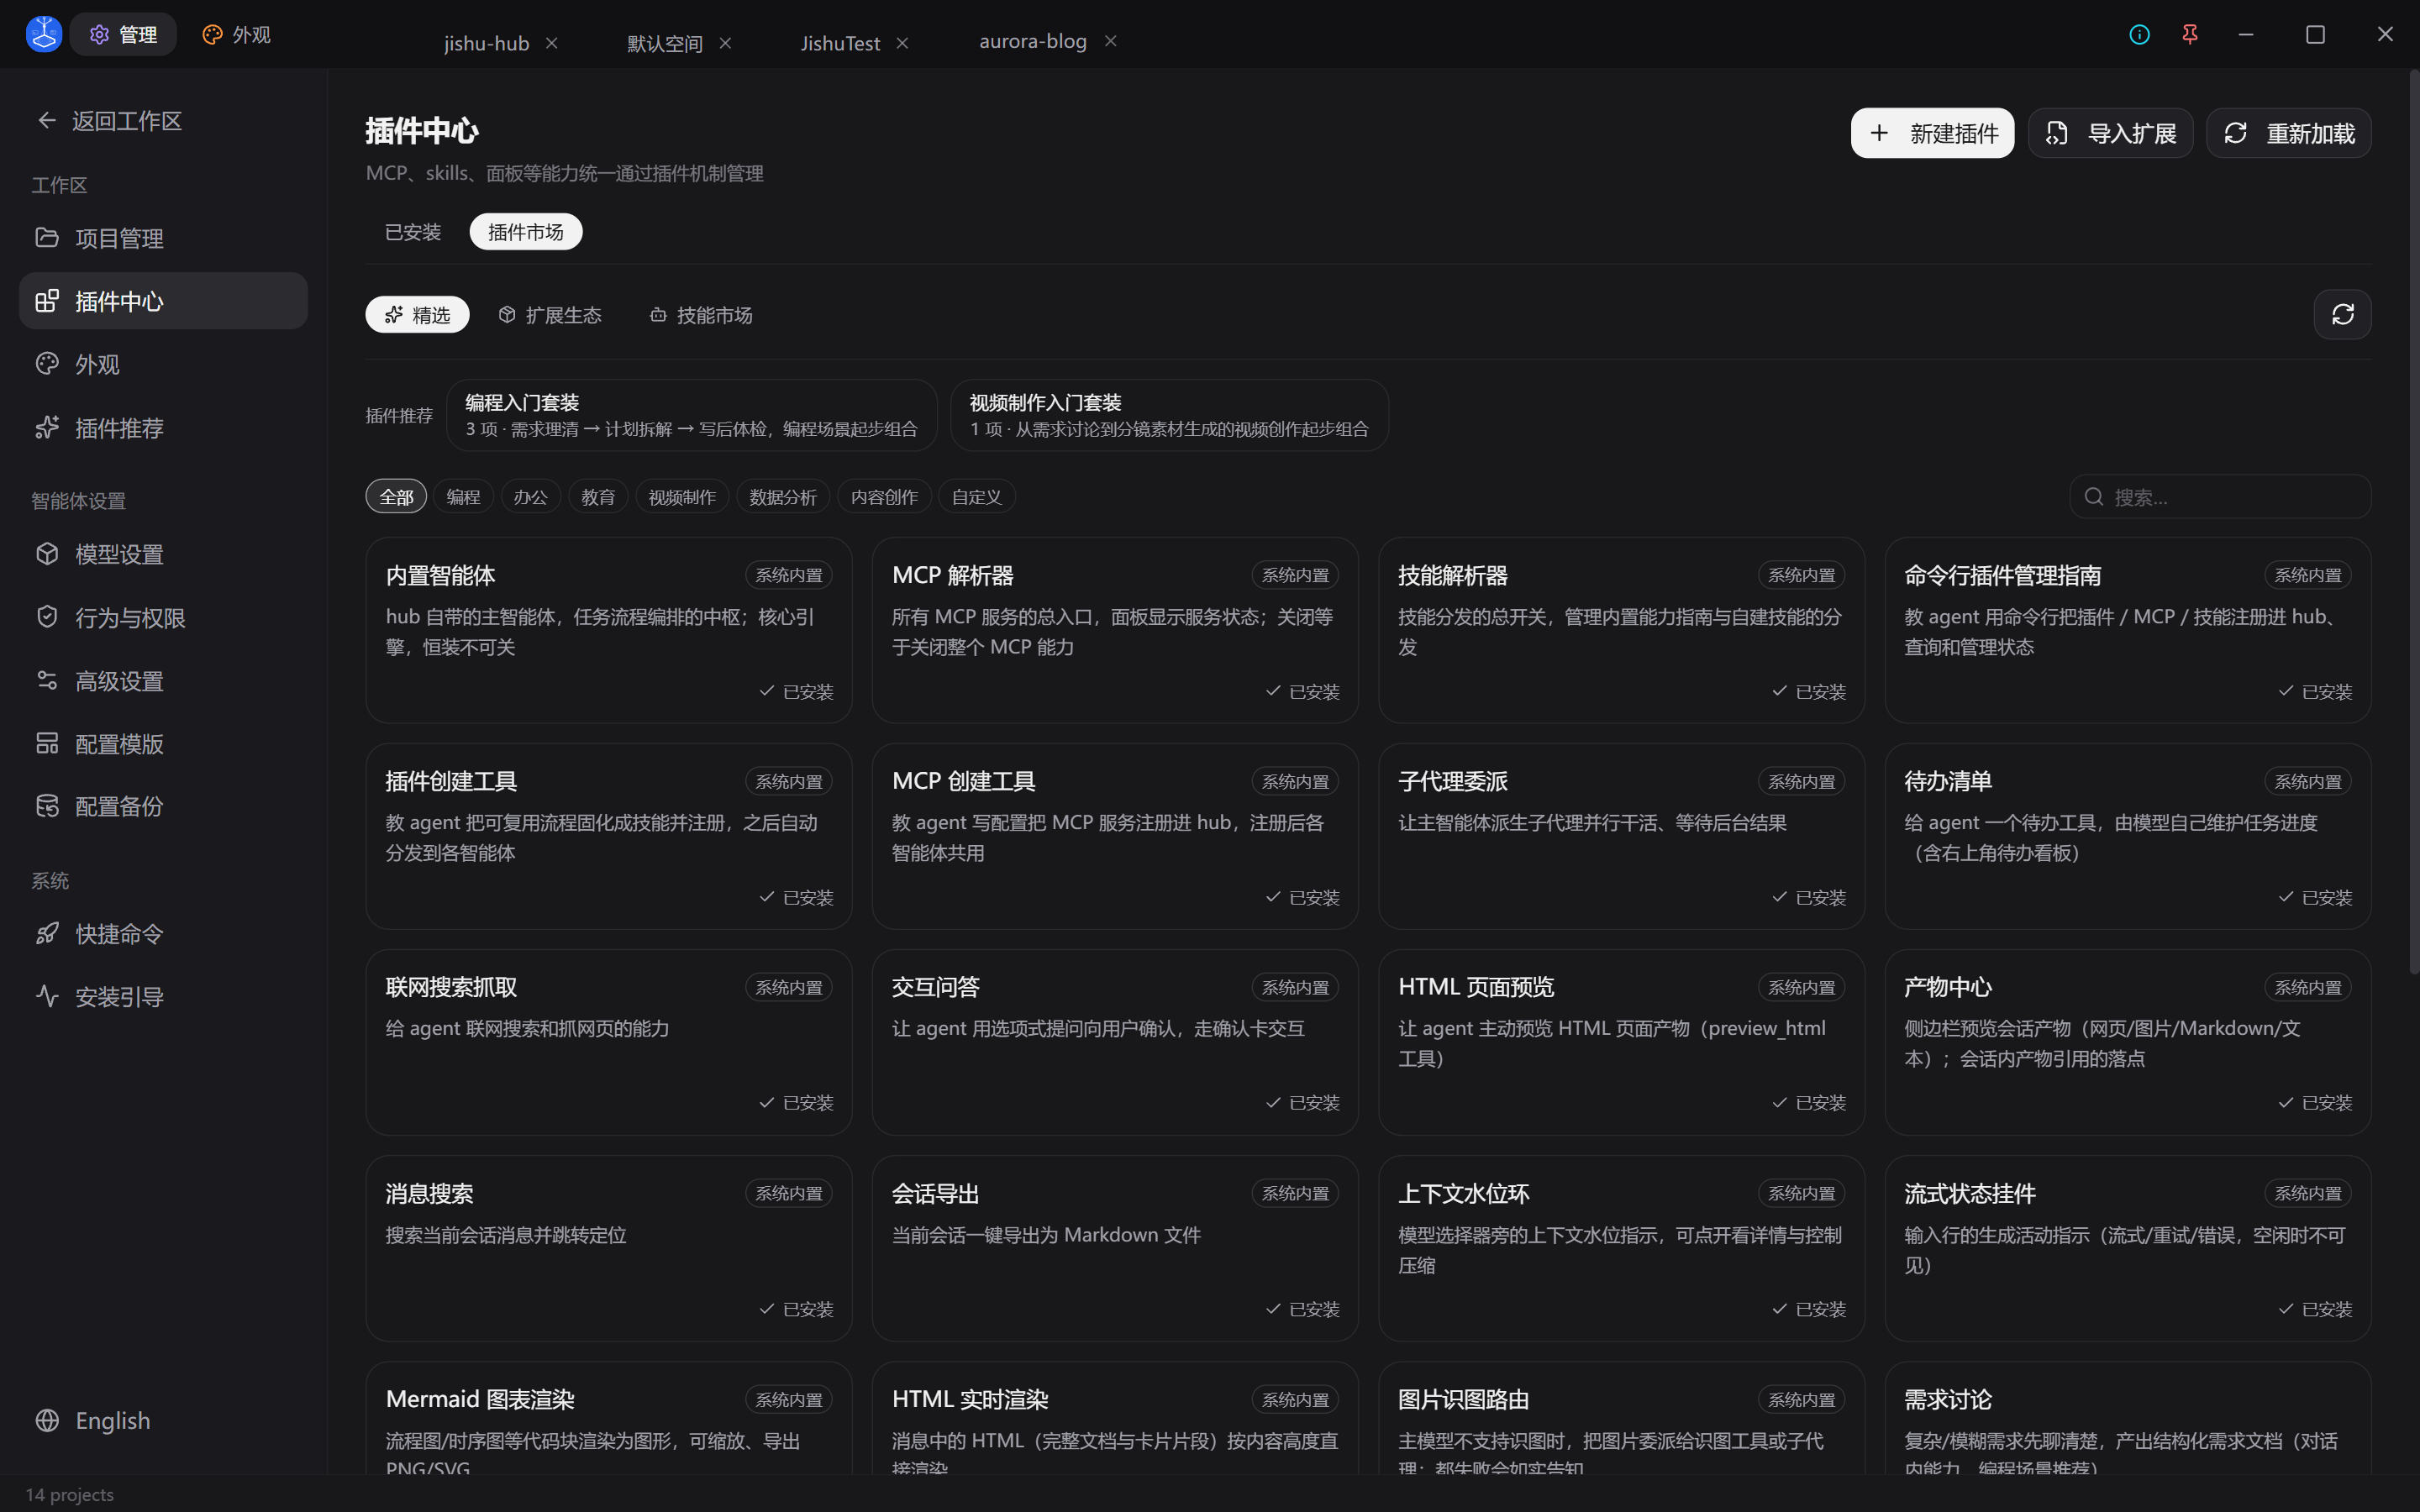 管理
外观
jishu-hub
默认空间
JishuTest
aurora-blog
返回工作区
工作区
项目管理
插件中心
外观
插件推荐
智能体设置
模型设置
行为与权限
高级设置
配置模版
配置备份
系统
快捷命令
安装引导
English
14 projects
插件中心
MCP、skills、面板等能力统一通过插件机制管理
新建插件
导入扩展
重新加载
已安装
插件市场
精选
扩展生态
技能市场
插件推荐
编程入门套装
3 项 · 需求理清 → 计划拆解 → 写后体检，编程场景起步组合
视频制作入门套装
1 项 · 从需求讨论到分镜素材生成的视频创作起步组合
全部
编程
办公
教育
视频制作
数据分析
内容创作
自定义
搜索...
内置智能体
系统内置
hub 自带的主智能体，任务流程编排的中枢；核心引
擎，恒装不可关
已安装
MCP 解析器
系统内置
所有 MCP 服务的总入口，面板显示服务状态；关闭等
于关闭整个 MCP 能力
已安装
技能解析器
系统内置
技能分发的总开关，管理内置能力指南与自建技能的分
发
已安装
命令行插件管理指南
系统内置
教 agent 用命令行把插件 / MCP / 技能注册进 hub、
查询和管理状态
已安装
插件创建工具
系统内置
教 agent 把可复用流程固化成技能并注册，之后自动
分发到各智能体
已安装
MCP 创建工具
系统内置
教 agent 写配置把 MCP 服务注册进 hub，注册后各
智能体共用
已安装
子代理委派
系统内置
让主智能体派生子代理并行干活、等待后台结果
已安装
待办清单
系统内置
给 agent 一个待办工具，由模型自己维护任务进度
（含右上角待办看板）
已安装
联网搜索抓取
系统内置
给 agent 联网搜索和抓网页的能力
已安装
交互问答
系统内置
让 agent 用选项式提问向用户确认，走确认卡交互
已安装
HTML 页面预览
系统内置
让 agent 主动预览 HTML 页面产物（preview_html
工具）
已安装
产物中心
系统内置
侧边栏预览会话产物（网页/图片/Markdown/文
本）；会话内产物引用的落点
已安装
消息搜索
系统内置
搜索当前会话消息并跳转定位
已安装
会话导出
系统内置
当前会话一键导出为 Markdown 文件
已安装
上下文水位环
系统内置
模型选择器旁的上下文水位指示，可点开看详情与控制
压缩
已安装
流式状态挂件
系统内置
输入行的生成活动指示（流式/重试/错误，空闲时不可
见）
已安装
Mermaid 图表渲染
系统内置
流程图/时序图等代码块渲染为图形，可缩放、导出
PNG/SVG
HTML 实时渲染
系统内置
消息中的 HTML（完整文档与卡片片段）按内容高度直
接渲染
图片识图路由
系统内置
主模型不支持识图时，把图片委派给识图工具或子代
理；都失败会如实告知
需求讨论
复杂/模糊需求先聊清楚，产出结构化需求文档（对话
内能力，编程场景推荐）